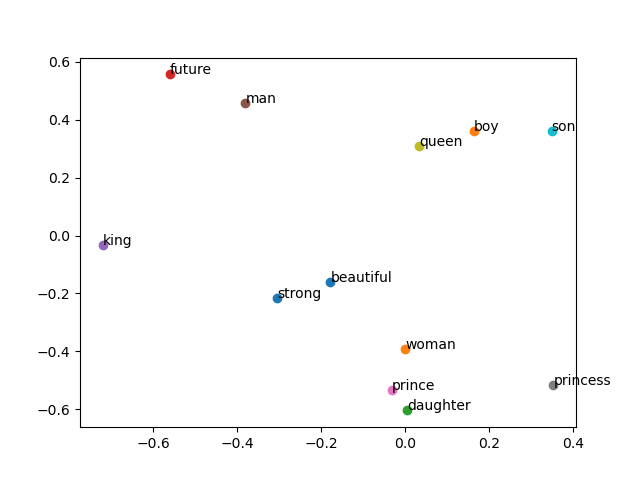 0.6
future
man
0.4
boy
son
queen
0.2
0.0
king
beautiful
−0.2
strong
−0.4
woman
prince
princess
daughter
−0.6
−0.6 −0.4 −0.2 0.0 0.2 0.4